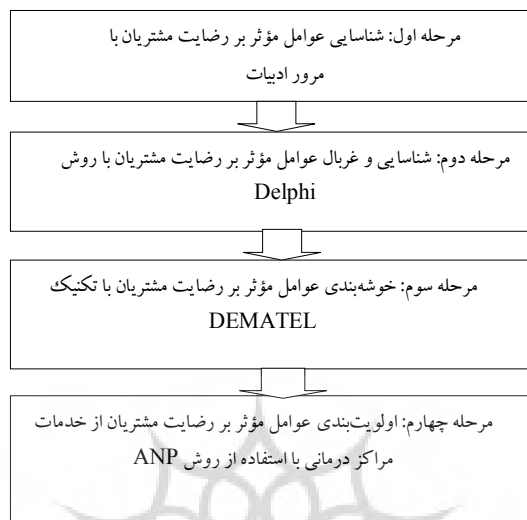 مرحله اول: شناسایی عوامل مؤثر بر رضایت مشتریان با
مرور ادبیات
مرحله دوم: شناسایی و غربال عوامل مؤثر بر رضایت مشتریان با روش
Delphi
مرحله سوم: خوشه‌بندی عوامل مؤثر بر رضایت مشتریان با تکنیک
DEMATEL
مرحله چهارم: اولویت‌بندی عوامل مؤثر بر رضایت مشتریان از خدمات
مراکز درمانی با استفاده از روش ANP